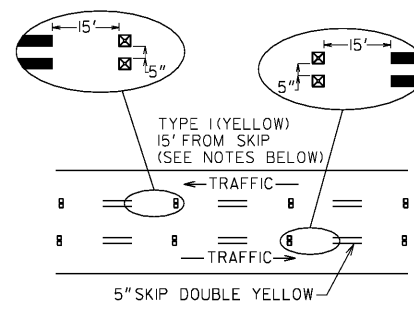 15'
5"
15'
5"
TYPE I (YELLOW)
15' FROM SKIP
(SEE NOTES BELOW)
TRAFFIC
TRAFFIC
5" SKIP DOUBLE YELLOW